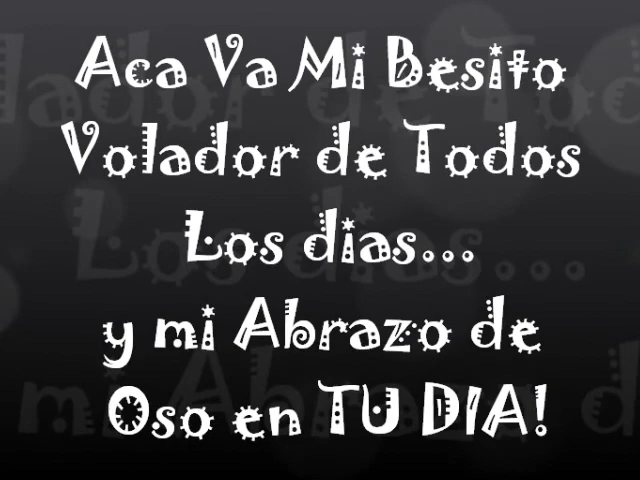 Aca Va Mi Besito
Volador de Todos
Los dias...
y mi Abrazo de
Oso en TU DIA!